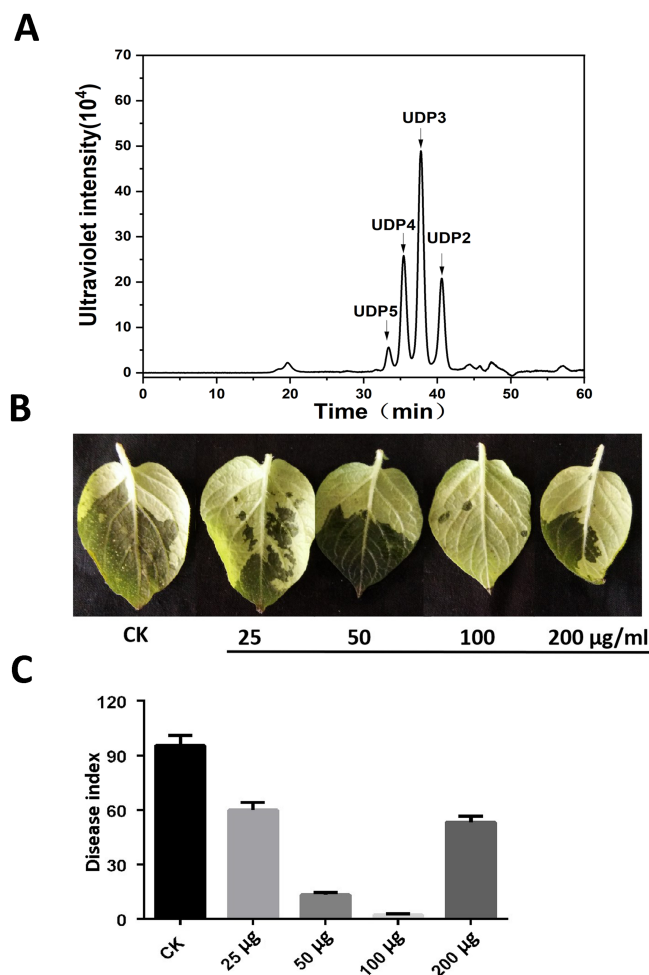 A
Ultraviolet intensity(10⁴)
70
60
50
40
30
20
10
0
UDP3
UDP4
UDP2
UDP5
0 10 20 30 40 50 60
Time（min）
B
CK 25 50 100 200 µg/ml
C
Disease index
120
90
60
30
0
CK 25 µg 50 µg 100 µg 200 µg